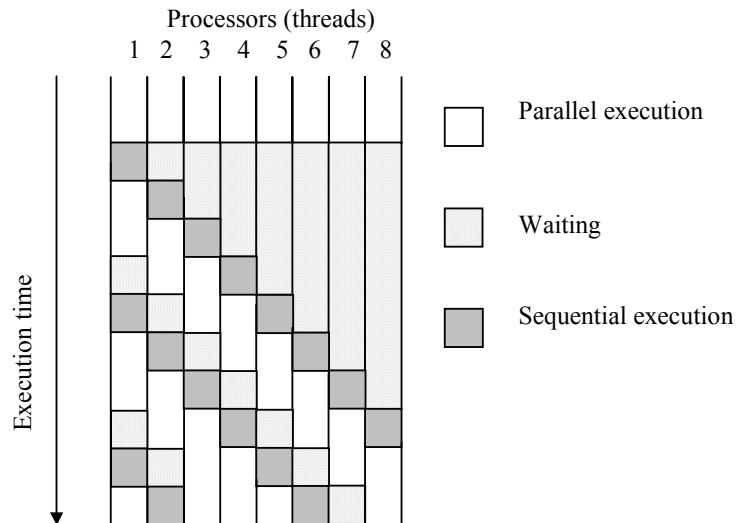 Processors (threads)
1 2 3 4 5 6 7 8
Parallel execution
Waiting
Sequential execution
Execution time